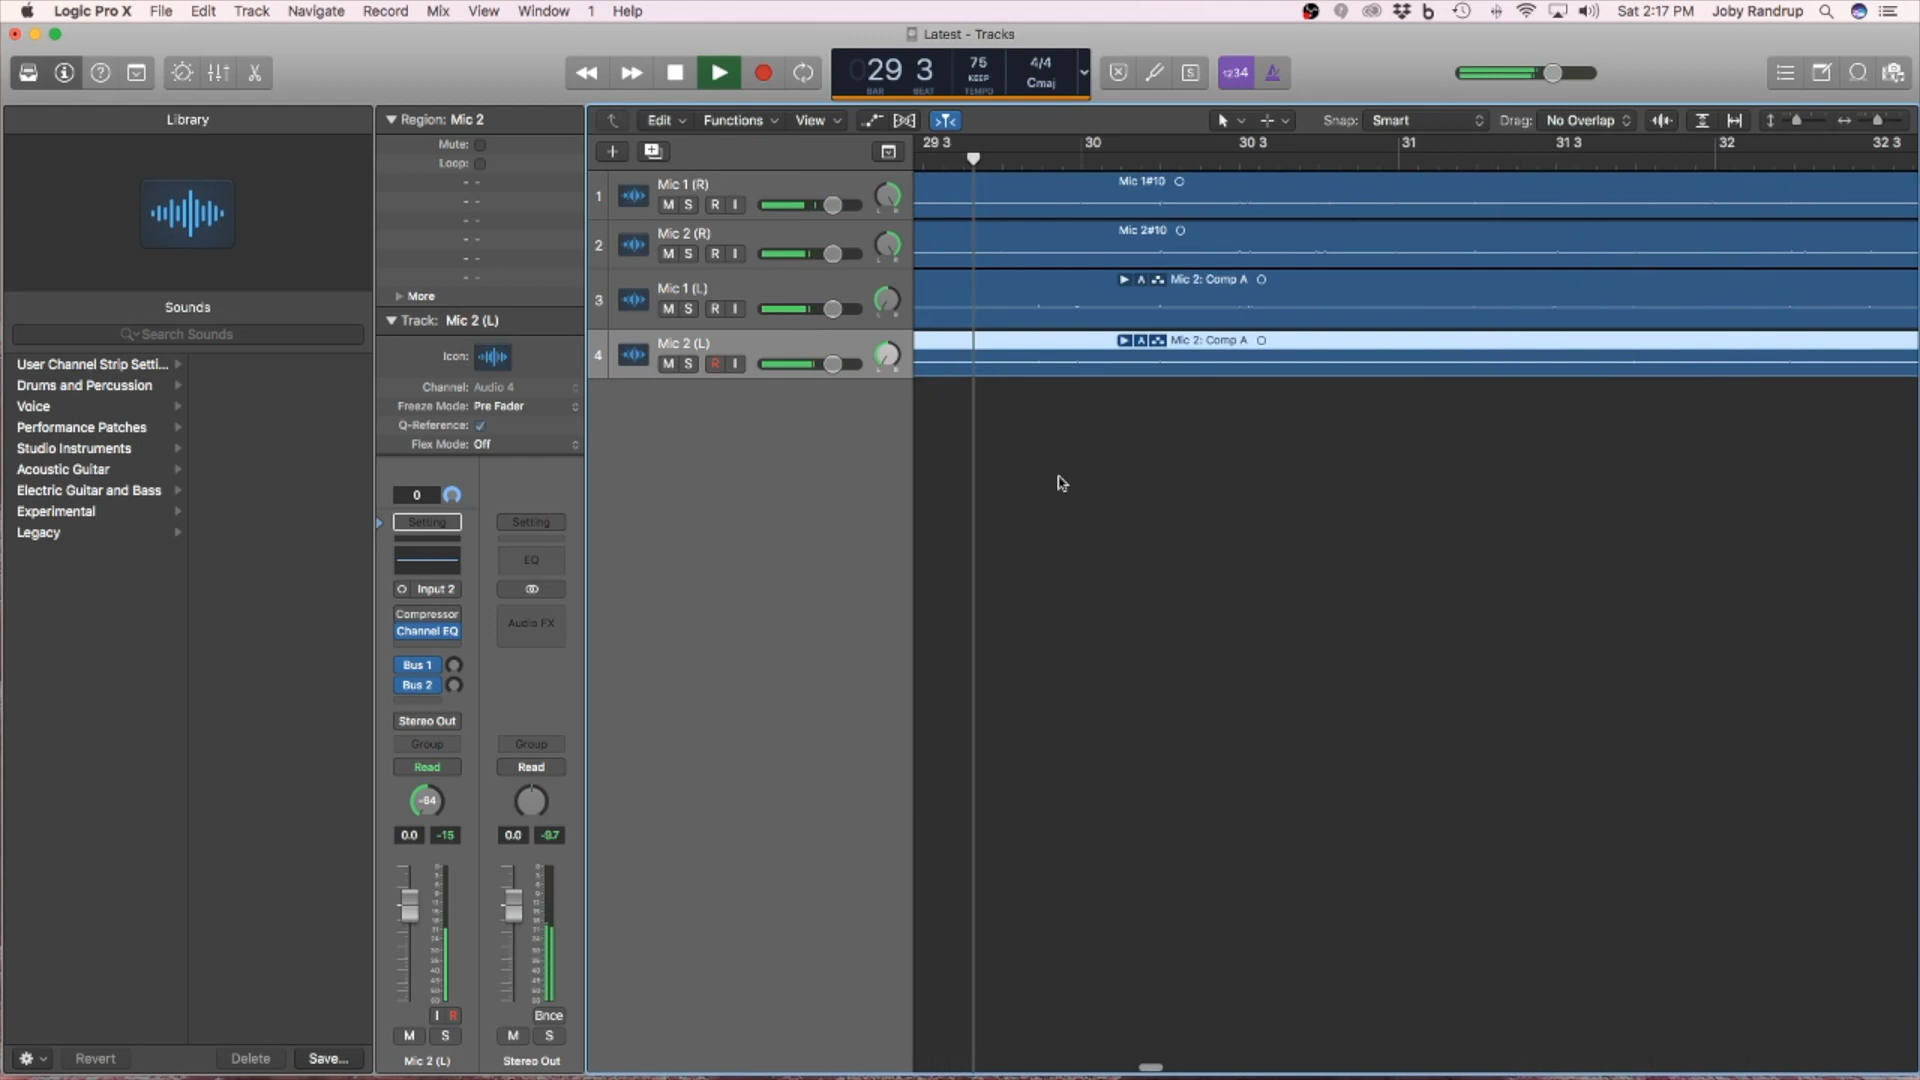 Logic Pro X File Edit Track Navigate Record Mix View Window 1 Help Sat 2:17 PM Joby Randrup
Latest - Tracks
29 3 75 4/4
KEEP Cmaj
BAR BEAT TEMPO
1234
Library
Sounds
Search Sounds
User Channel Strip Setti...
Drums and Percussion
Voice
Performance Patches
Studio Instruments
Acoustic Guitar
Electric Guitar and Bass
Experimental
Legacy
Revert Delete Save...
Region: Mic 2
Mute:
Loop:
More
Track: Mic 2 (L)
Icon:
Channel: Audio 4
Freeze Mode: Pre Fader
Q-Reference:
Flex Mode: Off
0
Setting Setting
EQ
Input 2
Compressor
Channel EQ
Audio FX
Bus 1
Bus 2
Stereo Out
Group Group
Read Read
-64
0.0 -15 0.0 -9.7
I R Bnce
M S M S
Mic 2 (L) Stereo Out
Edit Functions View Snap: Smart Drag: No Overlap
29 3 30 30 3 31 31 3 32 32 3
1 Mic 1 (R)
M S R I
Mic 1#10
2 Mic 2 (R)
M S R I
Mic 2#10
3 Mic 1 (L)
M S R I
A Mic 2: Comp A
4 Mic 2 (L)
M S R I
A Mic 2: Comp A